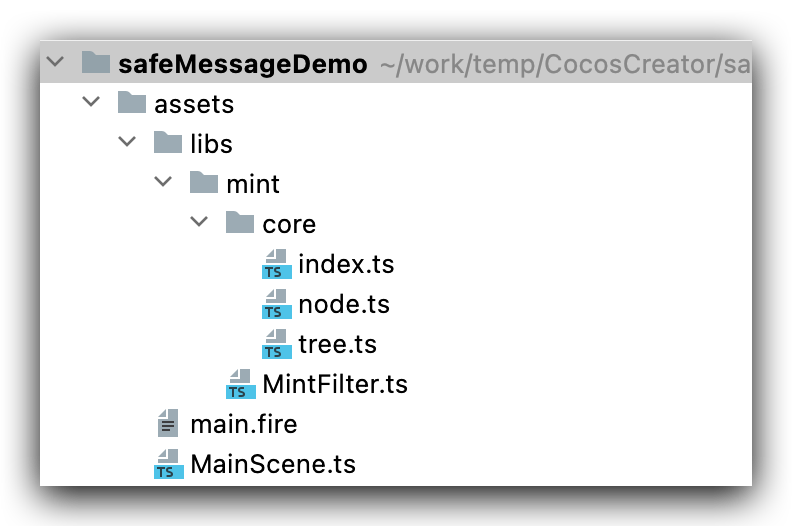 safeMessageDemo ~/work/temp/CocosCreator/sa
assets
libs
mint
core
TS index.ts
TS node.ts
TS tree.ts
TS MintFilter.ts
main.fire
TS MainScene.ts